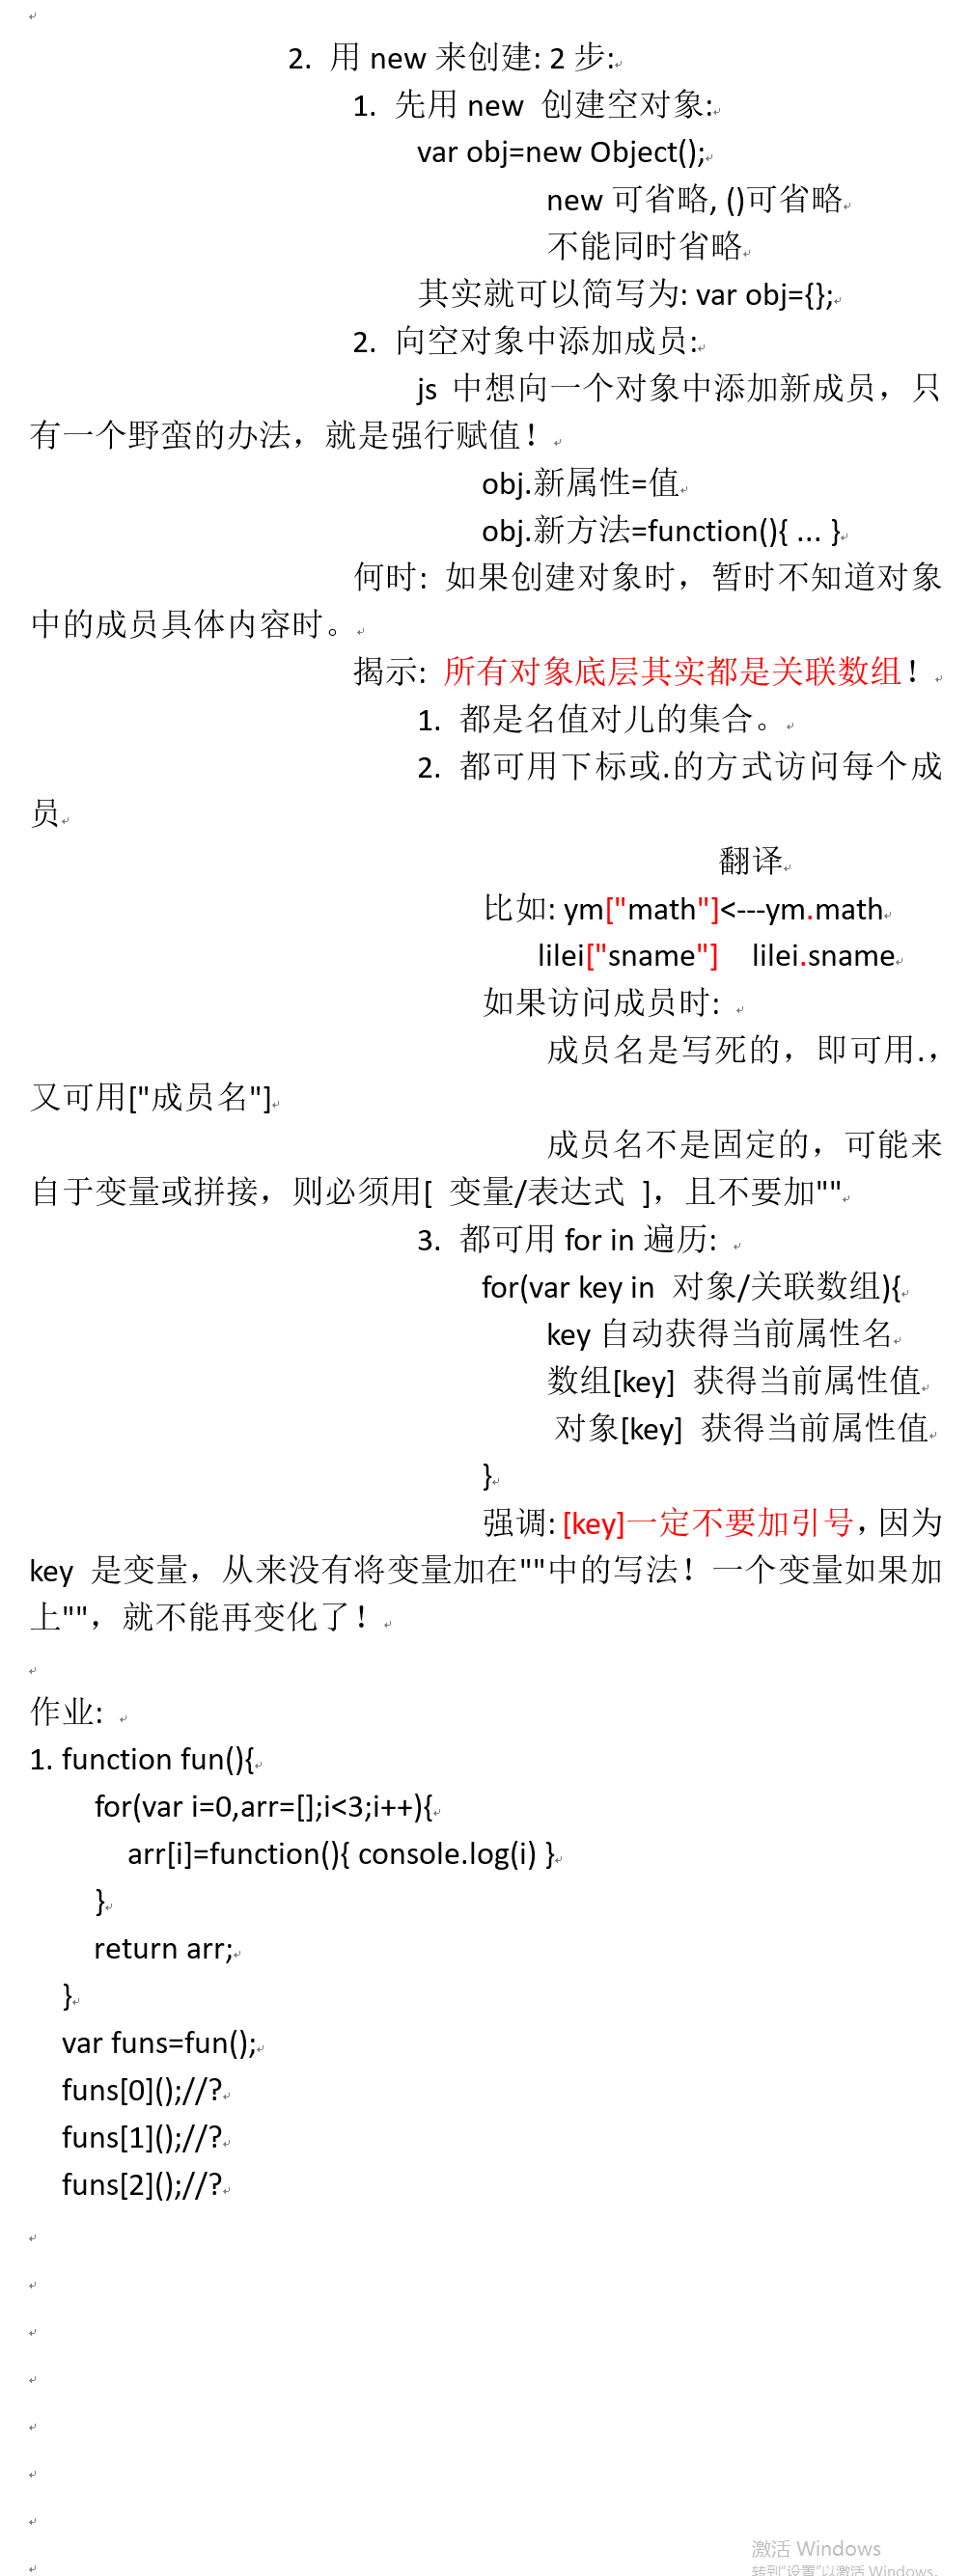 2. 用 new 来创建: 2 步:
1. 先用 new 创建空对象:
var obj=new Object();
new 可省略, ()可省略
不能同时省略
其实就可以简写为: var obj={};
2. 向空对象中添加成员:
js 中想向一个对象中添加新成员，只
有一个野蛮的办法，就是强行赋值！
obj.新属性=值
obj.新方法=function(){ ... }
何时: 如果创建对象时，暂时不知道对象
中的成员具体内容时。
揭示: 所有对象底层其实都是关联数组！
1. 都是名值对儿的集合。
2. 都可用下标或.的方式访问每个成
员
翻译
比如: ym["math"]<---ym.math
lilei["sname"] lilei.sname
如果访问成员时:
成员名是写死的，即可用.，
又可用["成员名"]
成员名不是固定的，可能来
自于变量或拼接，则必须用[ 变量/表达式 ]，且不要加""
3. 都可用 for in 遍历:
for(var key in 对象/关联数组){
key 自动获得当前属性名
数组[key] 获得当前属性值
对象[key] 获得当前属性值
}
强调: [key]一定不要加引号，因为
key 是变量，从来没有将变量加在""中的写法！一个变量如果加
上""，就不能再变化了！
作业:
1. function fun(){
for(var i=0,arr=[];i<3;i++){
arr[i]=function(){ console.log(i) }
}
return arr;
}
var funs=fun();
funs[0]();//?
funs[1]();//?
funs[2]();//?
激活 Windows
转到"设置"以激活 Windows。